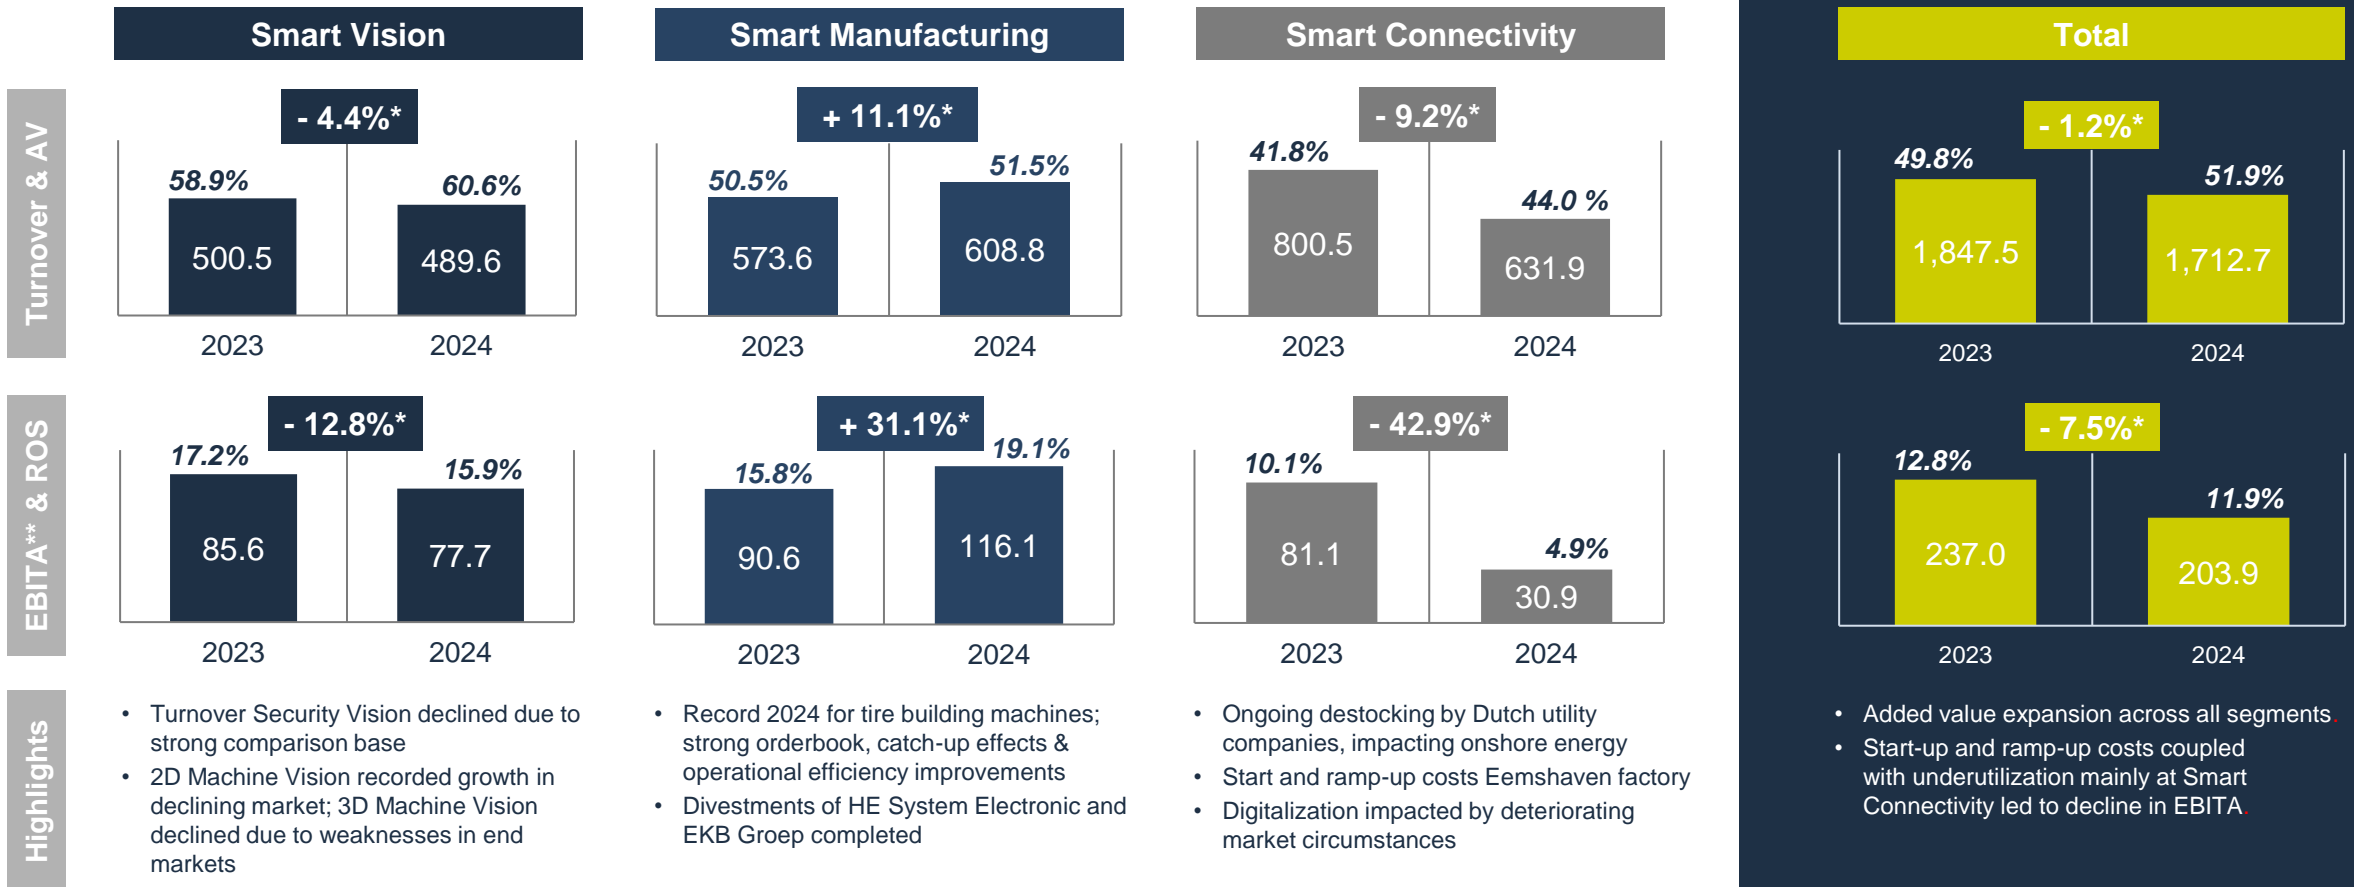 Smart Vision
Smart Manufacturing
Smart Connectivity
Total
Turnover & AV
- 4.4%*
58.9%
60.6%
500.5
489.6
2023
2024
+ 11.1%*
50.5%
51.5%
573.6
608.8
2023
2024
- 9.2%*
41.8%
44.0 %
800.5
631.9
2023
2024
- 1.2%*
49.8%
51.9%
1,847.5
1,712.7
2023
2024
EBITA** & ROS
- 12.8%*
17.2%
15.9%
85.6
77.7
2023
2024
+ 31.1%*
15.8%
19.1%
90.6
116.1
2023
2024
- 42.9%*
10.1%
4.9%
81.1
30.9
2023
2024
- 7.5%*
12.8%
11.9%
237.0
203.9
2023
2024
Highlights
• Turnover Security Vision declined due to
strong comparison base
• 2D Machine Vision recorded growth in
declining market; 3D Machine Vision
declined due to weaknesses in end
markets
• Record 2024 for tire building machines;
strong orderbook, catch-up effects &
operational efficiency improvements
• Divestments of HE System Electronic and
EKB Groep completed
• Ongoing destocking by Dutch utility
companies, impacting onshore energy
• Start and ramp-up costs Eemshaven factory
• Digitalization impacted by deteriorating
market circumstances
• Added value expansion across all segments.
• Start-up and ramp-up costs coupled
with underutilization mainly at Smart
Connectivity led to decline in EBITA.